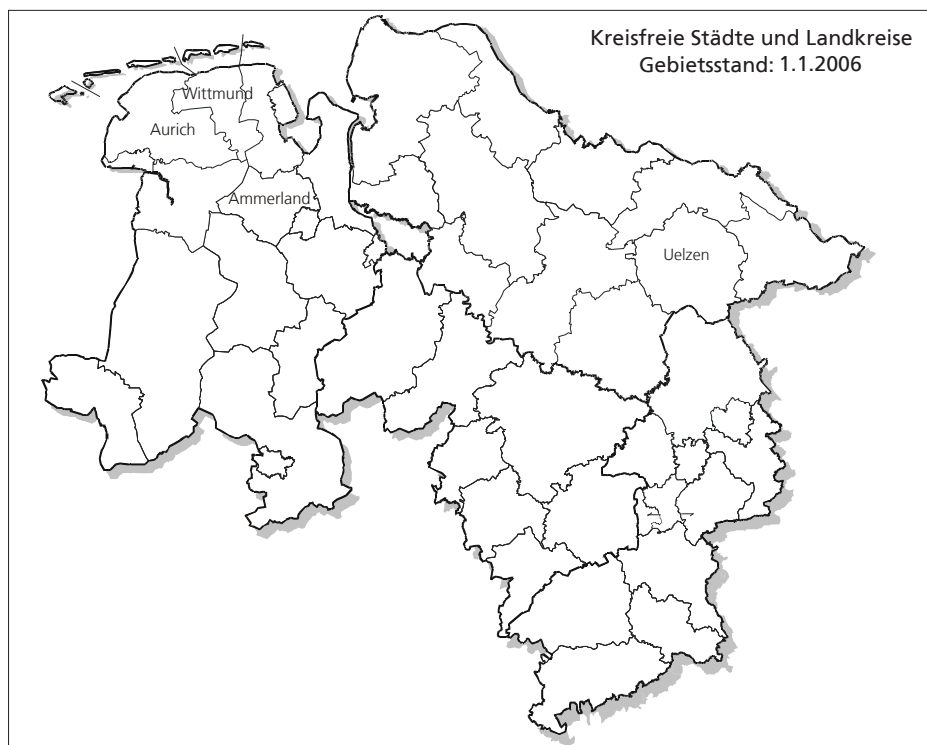 Kreisfreie Städte und Landkreise
Gebietsstand: 1.1.2006
Wittmund
Aurich
Ammerland
Uelzen